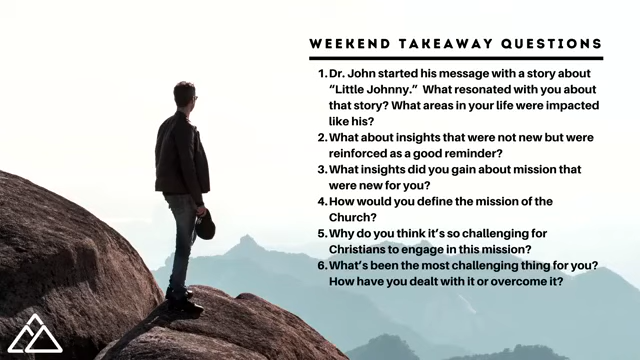 WEEKEND TAKEAWAY QUESTIONS
1. Dr. John started his message with a story about
“Little Johnny.” What resonated with you about
that story? What areas in your life were impacted
like his?
2. What about insights that were not new but were
reinforced as a good reminder?
3. What insights did you gain about mission that
were new for you?
4. How would you define the mission of the
Church?
5. Why do you think it’s so challenging for
Christians to engage in this mission?
6. What’s been the most challenging thing for you?
How have you dealt with it or overcome it?